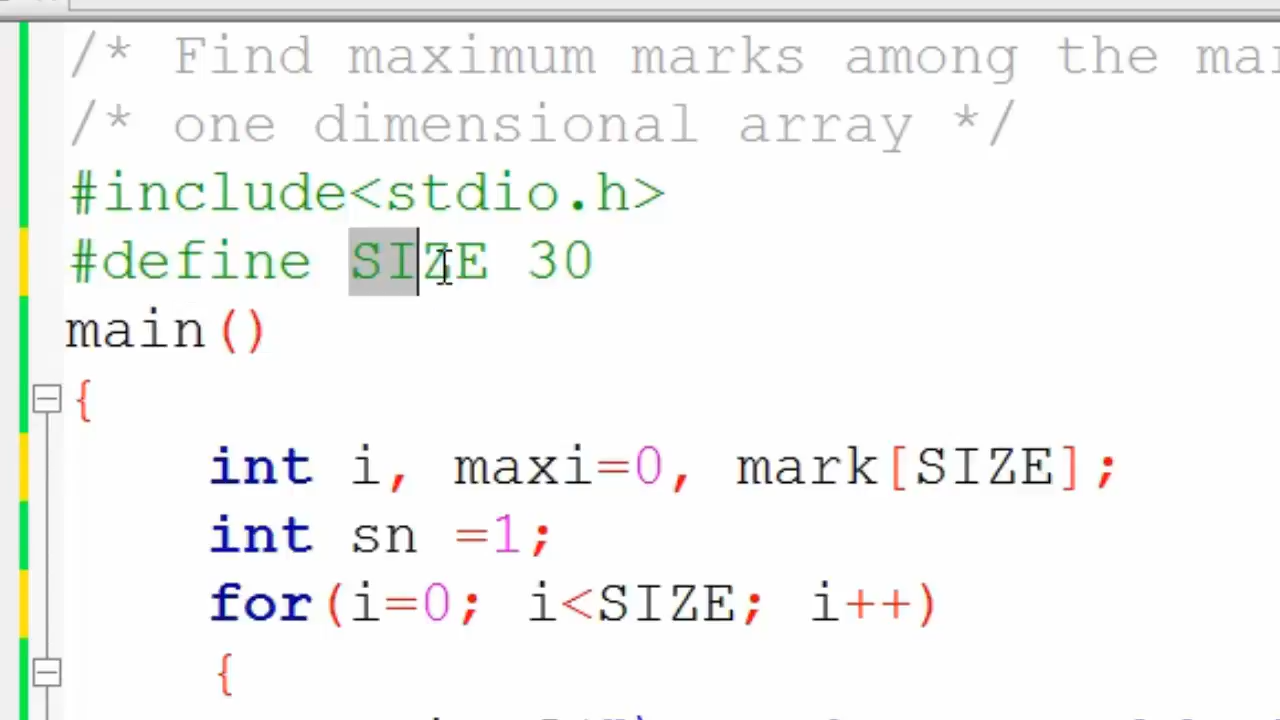 /* Find maximum marks among the
/* one dimensional array */
#include<stdio.h>
#define SIZE 30
main()
{
int i, maxi=0, mark[SIZE];
int sn =1;
for(i=0; i<SIZE; i++)
{